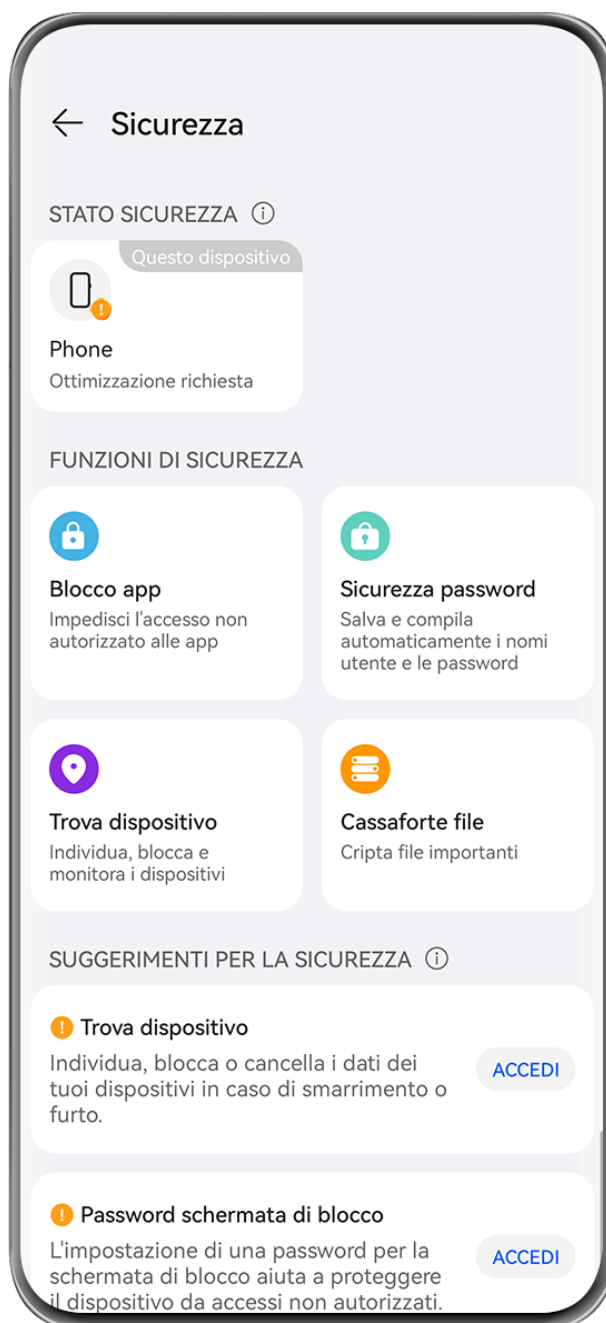 Sicurezza
STATO SICUREZZA
Questo dispositivo
Phone
Ottimizzazione richiesta
FUNZIONI DI SICUREZZA
Blocco app
Impedisci l'accesso non
autorizzato alle app
Sicurezza password
Salva e compila
automaticamente i nomi
utente e le password
Trova dispositivo
Individua, blocca e
monitora i dispositivi
Cassaforte file
Cripta file importanti
SUGGERIMENTI PER LA SICUREZZA
Trova dispositivo
Individua, blocca o cancella i dati dei
tuoi dispositivi in caso di smarrimento o
furto.
ACCEDI
Password schermata di blocco
L'impostazione di una password per la
schermata di blocco aiuta a proteggere
il dispositivo da accessi non autorizzati.
ACCEDI